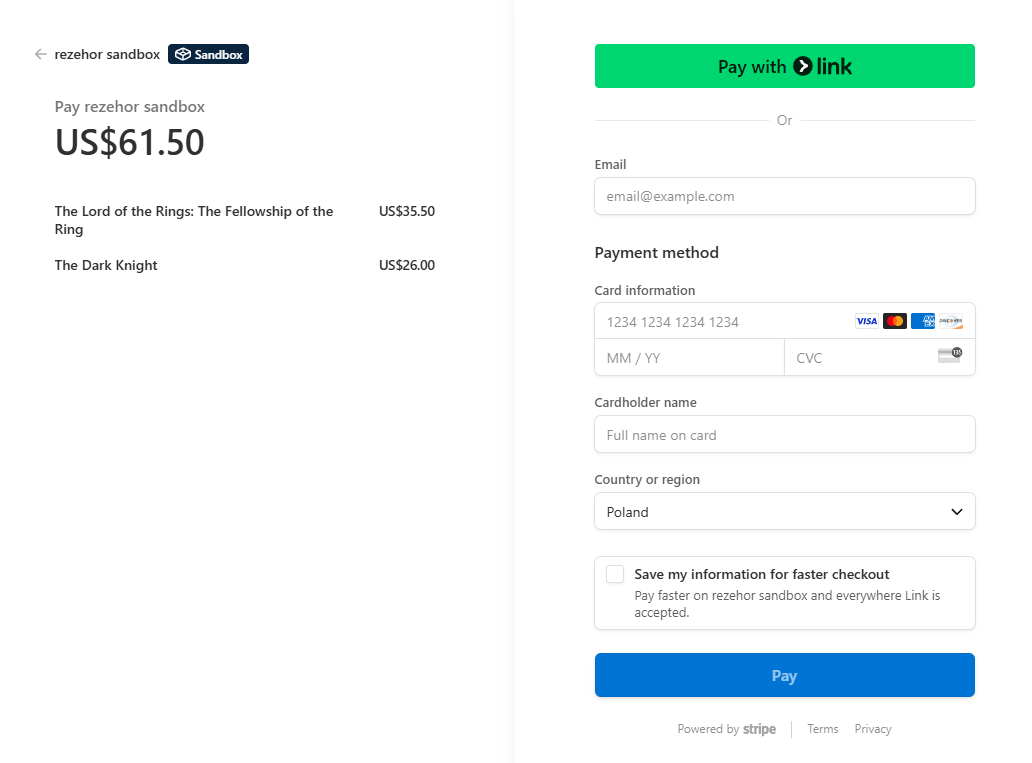 rezehor sandbox Sandbox
Pay rezehor sandbox
US$61.50
The Lord of the Rings: The Fellowship of the Ring US$35.50
The Dark Knight US$26.00
Pay with link
Or
Email
email@example.com
Payment method
Card information
1234 1234 1234 1234 VISA AM EX DISCOVER
MM / YY CVC 135
Cardholder name
Full name on card
Country or region
Poland
Save my information for faster checkout
Pay faster on rezehor sandbox and everywhere Link is
accepted.
Pay
Powered by stripe Terms Privacy